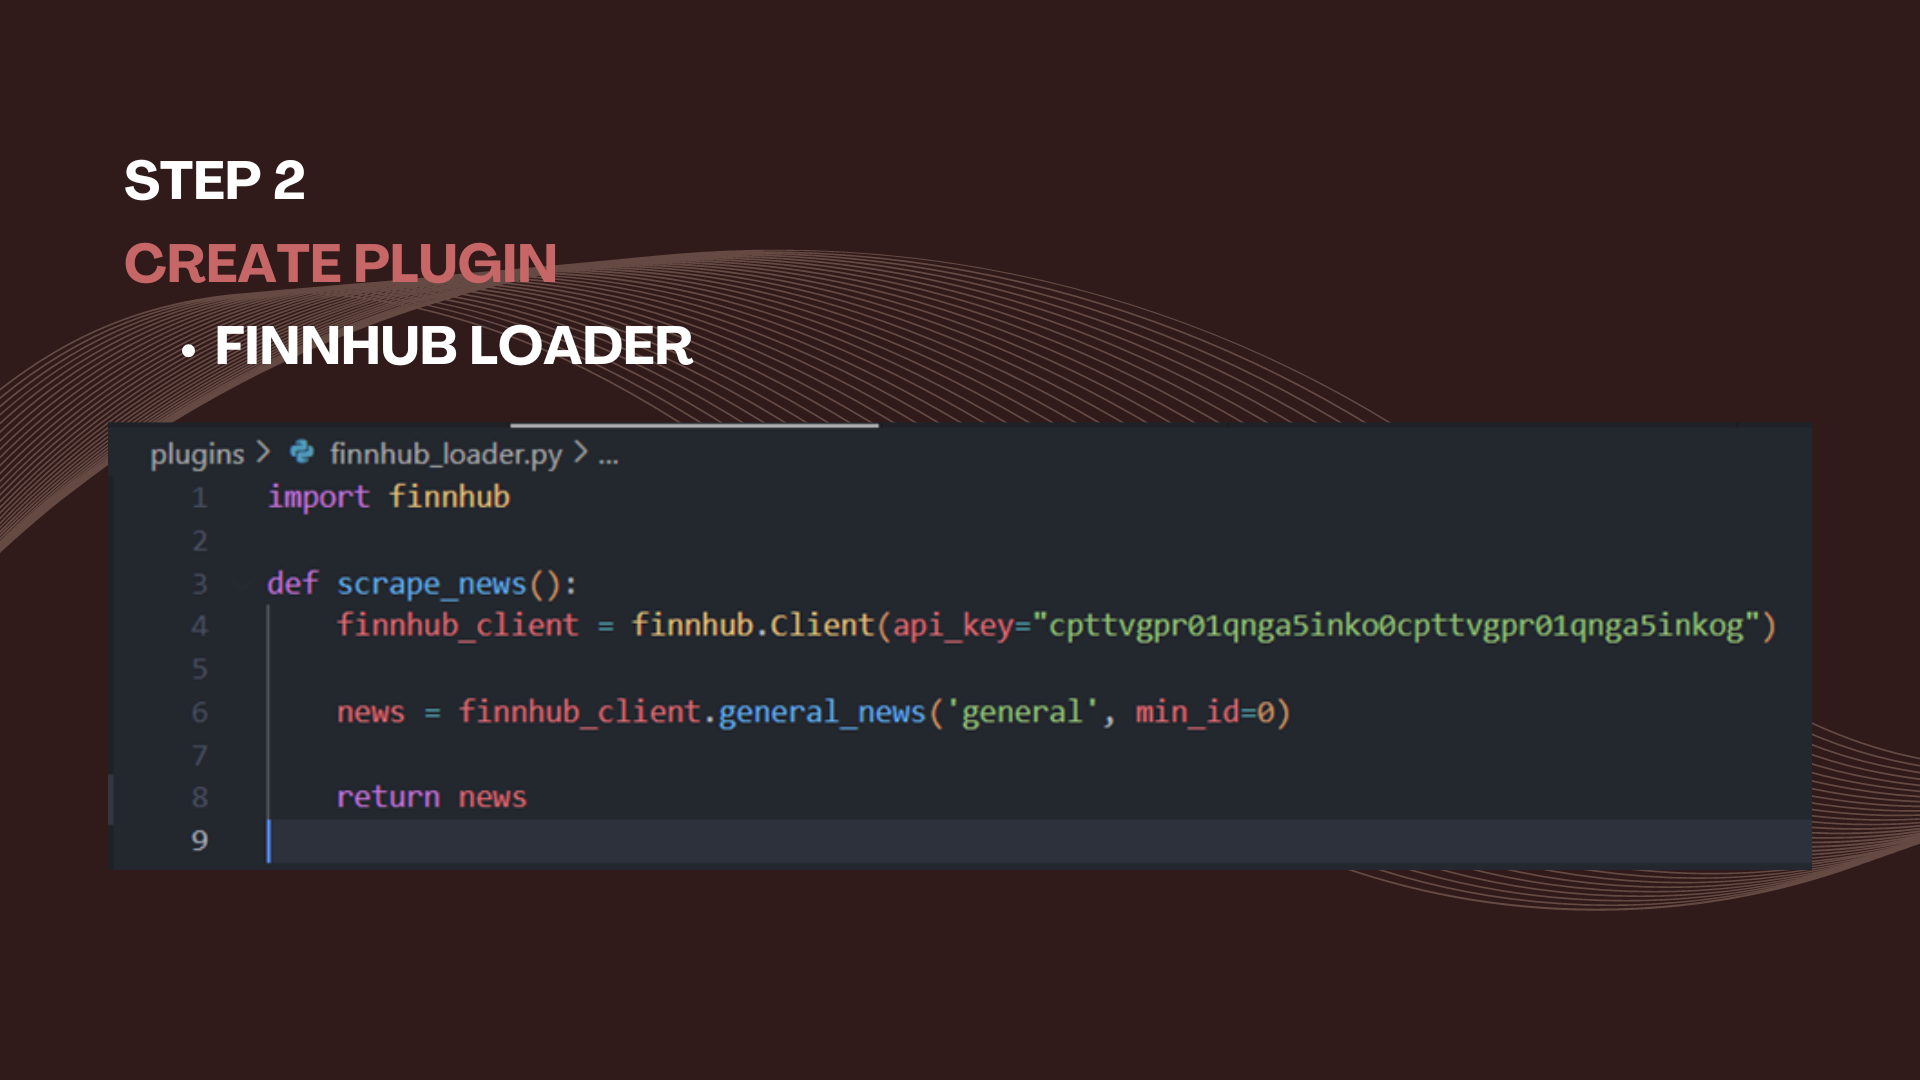 STEP 2
CREATE PLUGIN
• FINNHUB LOADER
plugins > finnhub_loader.py > ...
1 import finnhub
2
3 def scrape_news():
4     finnhub_client = finnhub.Client(api_key="cpttvgpr01qnga5inko0cpttvgpr01qnga5inkog")
5
6     news = finnhub_client.general_news('general', min_id=0)
7
8     return news
9